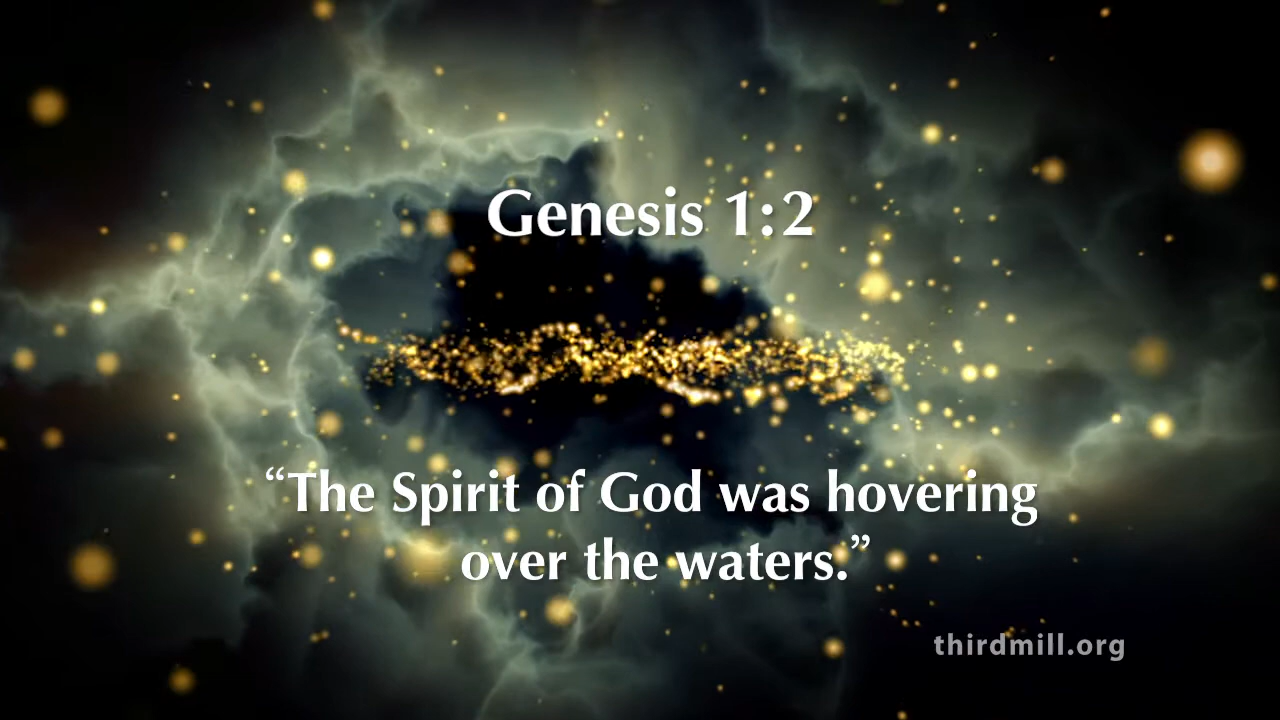 Genesis 1:2
“The Spirit of God was hovering
over the waters.”
thirdmill.org